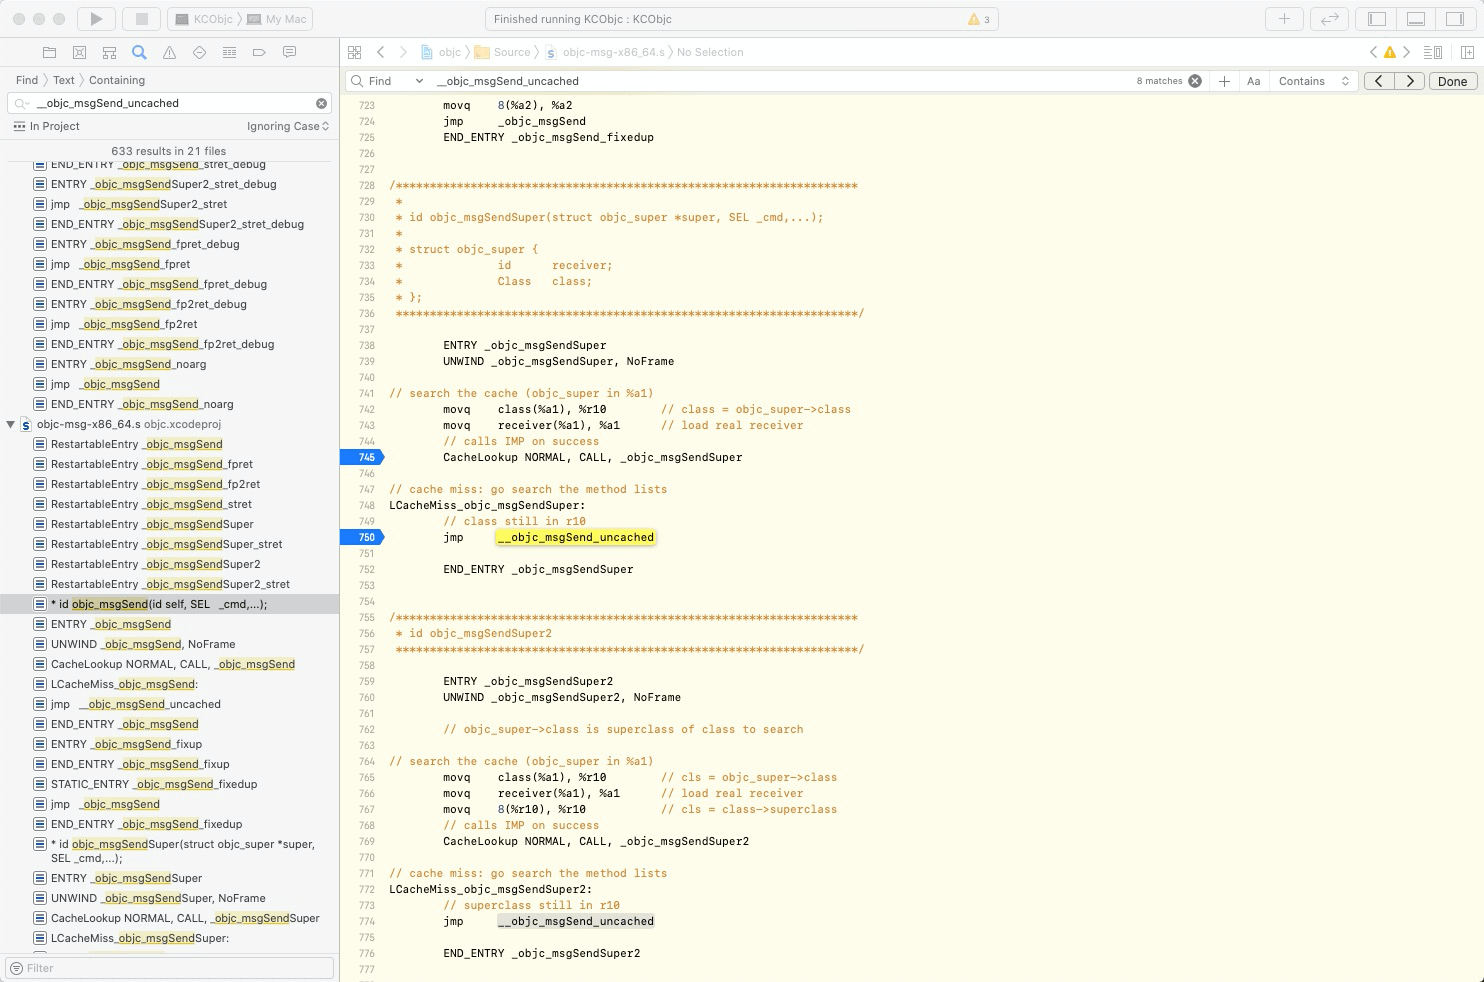 KCObjc 〉 My Mac
Finished running KCObjc : KCObjc
3
objc 〉 Source 〉 objc-msg-x86_64.s 〉 No Selection
Find 〉 Text 〉 Containing
__objc_msgSend_uncached
In Project
Ignoring Case
633 results in 21 files
END_ENTRY _objc_msgSend_stret_debug
ENTRY _objc_msgSendSuper2_stret_debug
jmp _objc_msgSendSuper2_stret
END_ENTRY _objc_msgSendSuper2_stret_debug
ENTRY _objc_msgSend_fpret_debug
jmp _objc_msgSend_fpret
END_ENTRY _objc_msgSend_fpret_debug
ENTRY _objc_msgSend_fp2ret_debug
jmp _objc_msgSend_fp2ret
END_ENTRY _objc_msgSend_fp2ret_debug
ENTRY _objc_msgSend_noarg
jmp _objc_msgSend
END_ENTRY _objc_msgSend_noarg
objc-msg-x86_64.s objc.xcodeproj
RestartableEntry _objc_msgSend
RestartableEntry _objc_msgSend_fpret
RestartableEntry _objc_msgSend_fp2ret
RestartableEntry _objc_msgSend_stret
RestartableEntry _objc_msgSendSuper
RestartableEntry _objc_msgSendSuper_stret
RestartableEntry _objc_msgSendSuper2
RestartableEntry _objc_msgSendSuper2_stret
* id objc_msgSend(id self, SEL _cmd,...);
ENTRY _objc_msgSend
UNWIND _objc_msgSend, NoFrame
CacheLookup NORMAL, CALL, _objc_msgSend
LCacheMiss_objc_msgSend:
jmp __objc_msgSend_uncached
END_ENTRY _objc_msgSend
ENTRY _objc_msgSend_fixup
END_ENTRY _objc_msgSend_fixup
STATIC_ENTRY _objc_msgSend_fixedup
jmp _objc_msgSend
END_ENTRY _objc_msgSend_fixedup
* id objc_msgSendSuper(struct objc_super *super,
SEL _cmd,...);
ENTRY _objc_msgSendSuper
UNWIND _objc_msgSendSuper, NoFrame
CacheLookup NORMAL, CALL, _objc_msgSendSuper
LCacheMiss_objc_msgSendSuper:
Filter
Find __objc_msgSend_uncached 8 matches Aa Contains Done
723 movq 8(%a2), %a2
724 jmp _objc_msgSend
725 END_ENTRY _objc_msgSend_fixedup
726
727
728 /********************************************************************
729 *
730 * id objc_msgSendSuper(struct objc_super *super, SEL _cmd,...);
731 *
732 * struct objc_super {
733 * id receiver;
734 * Class class;
735 * };
736 ********************************************************************/
737
738 ENTRY _objc_msgSendSuper
739 UNWIND _objc_msgSendSuper, NoFrame
740
741 // search the cache (objc_super in %a1)
742 movq class(%a1), %r10 // class = objc_super->class
743 movq receiver(%a1), %a1 // load real receiver
744 // calls IMP on success
745 CacheLookup NORMAL, CALL, _objc_msgSendSuper
746
747 // cache miss: go search the method lists
748 LCacheMiss_objc_msgSendSuper:
749 // class still in r10
750 jmp __objc_msgSend_uncached
751
752 END_ENTRY _objc_msgSendSuper
753
754
755 /********************************************************************
756 * id objc_msgSendSuper2
757 ********************************************************************/
758
759 ENTRY _objc_msgSendSuper2
760 UNWIND _objc_msgSendSuper2, NoFrame
761
762 // objc_super->class is superclass of class to search
763
764 // search the cache (objc_super in %a1)
765 movq class(%a1), %r10 // cls = objc_super->class
766 movq receiver(%a1), %a1 // load real receiver
767 movq 8(%r10), %r10 // cls = class->superclass
768 // calls IMP on success
769 CacheLookup NORMAL, CALL, _objc_msgSendSuper2
770
771 // cache miss: go search the method lists
772 LCacheMiss_objc_msgSendSuper2:
773 // superclass still in r10
774 jmp __objc_msgSend_uncached
775
776 END_ENTRY _objc_msgSendSuper2
777